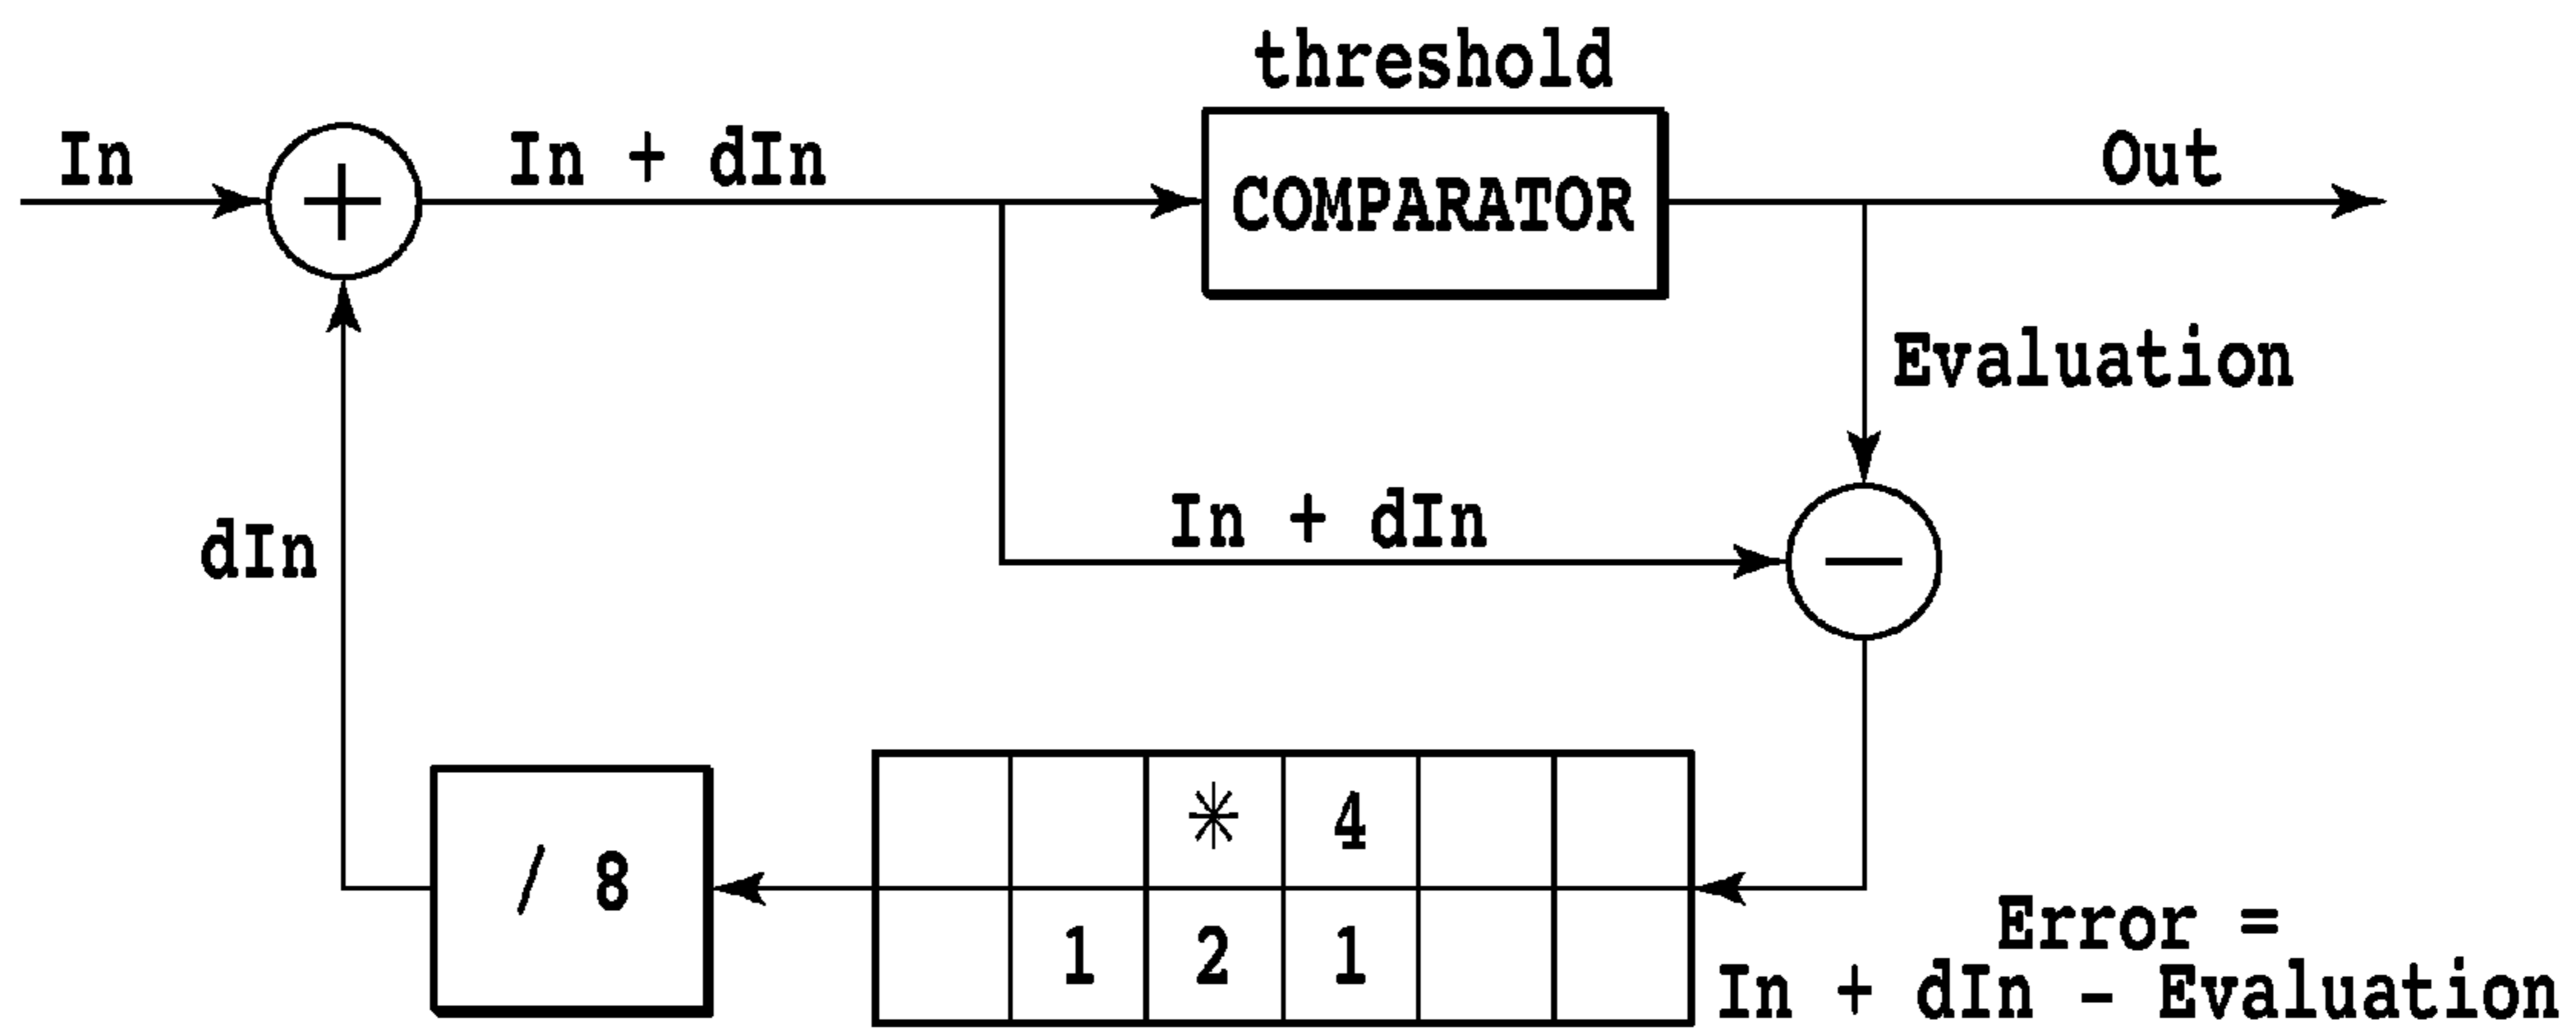 threshold
In
+
In + dIn
COMPARATOR
Out
Evaluation
In + dIn
−
dIn
* 4
/ 8
1 2 1
Error =
In + dIn - Evaluation